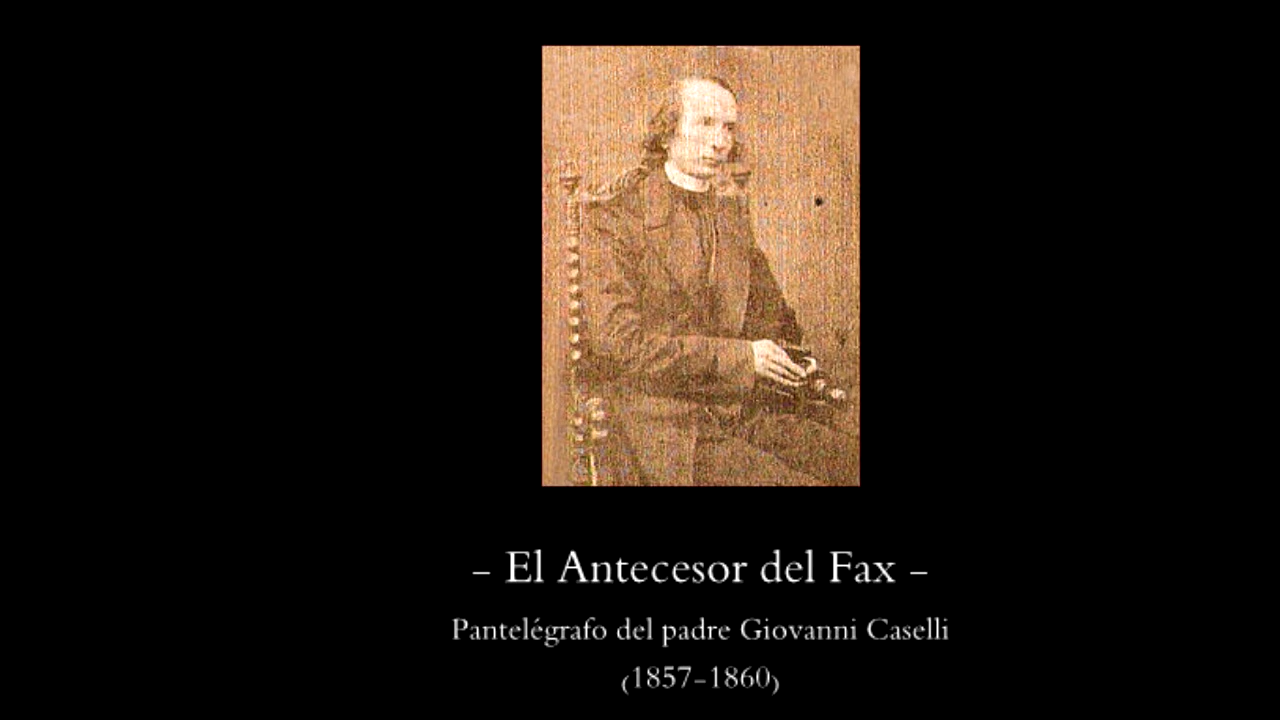 – El Antecesor del Fax –
Pantelégrafo del padre Giovanni Caselli
(1857–1860)